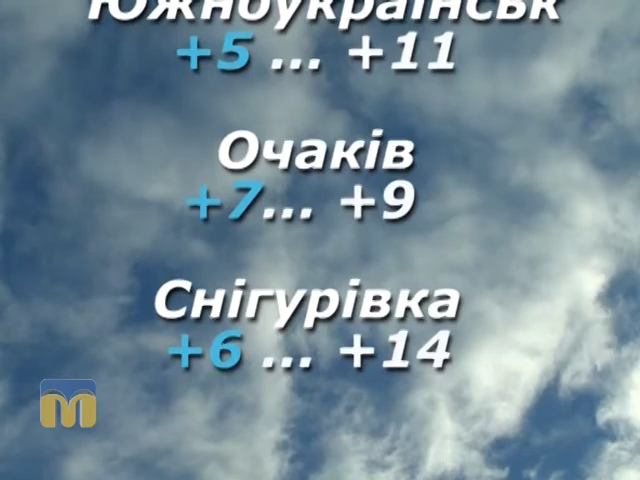 Южноукраїнськ
+5 ... +11
Очаків
+7... +9
Снігурівка
+6 ... +14